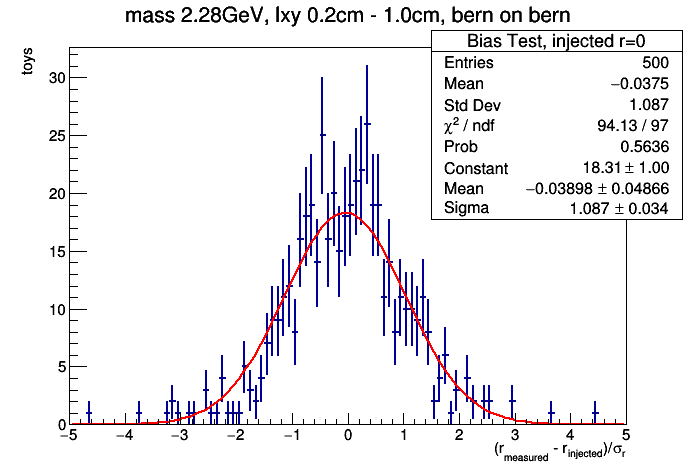 mass 2.28GeV, lxy 0.2cm - 1.0cm, bern on bern
Bias Test, injected r=0
Entries 500
Mean −0.0375
Std Dev 1.087
χ² / ndf 94.13 / 97
Prob 0.5636
Constant 18.31 ± 1.00
Mean −0.03898 ± 0.04866
Sigma 1.087 ± 0.034
toys
30
25
20
15
10
5
0
−5 −4 −3 −2 −1 0 1 2 3 4 5
(r_measured - r_injected)/σ_r